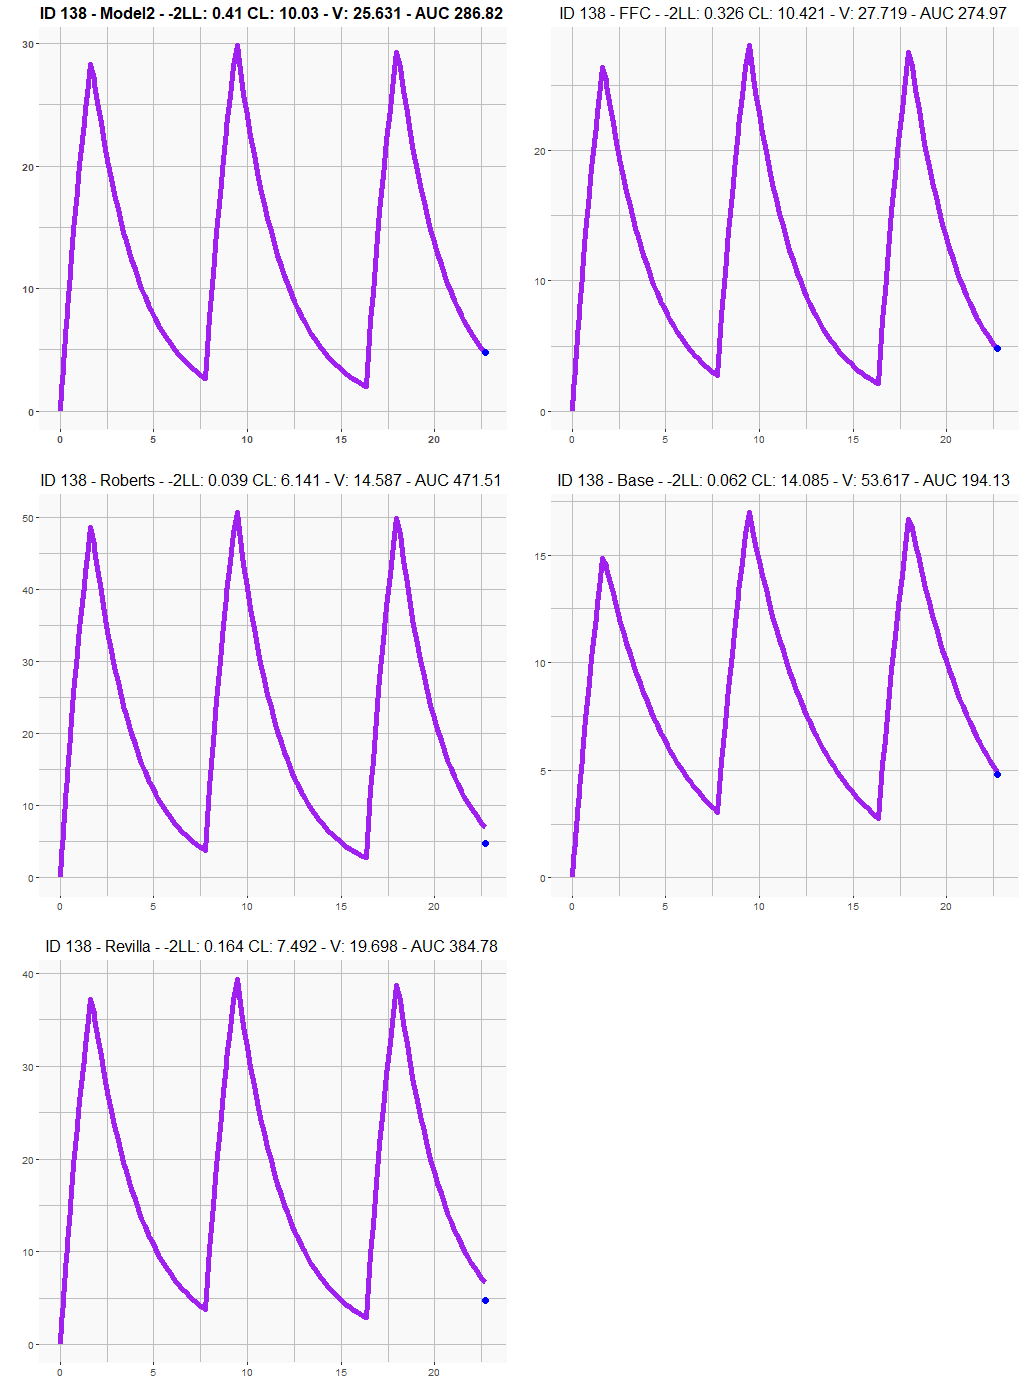 ID 138 - Model2 - -2LL: 0.41 CL: 10.03 - V: 25.631 - AUC 286.82
30
20
10
0
0 5 10 15 20
ID 138 - FFC - -2LL: 0.326 CL: 10.421 - V: 27.719 - AUC 274.97
20
10
0
0 5 10 15 20
ID 138 - Roberts - -2LL: 0.039 CL: 6.141 - V: 14.587 - AUC 471.51
50
40
30
20
10
0
0 5 10 15 20
ID 138 - Base - -2LL: 0.062 CL: 14.085 - V: 53.617 - AUC 194.13
15
10
5
0
0 5 10 15 20
ID 138 - Revilla - -2LL: 0.164 CL: 7.492 - V: 19.698 - AUC 384.78
40
30
20
10
0
0 5 10 15 20